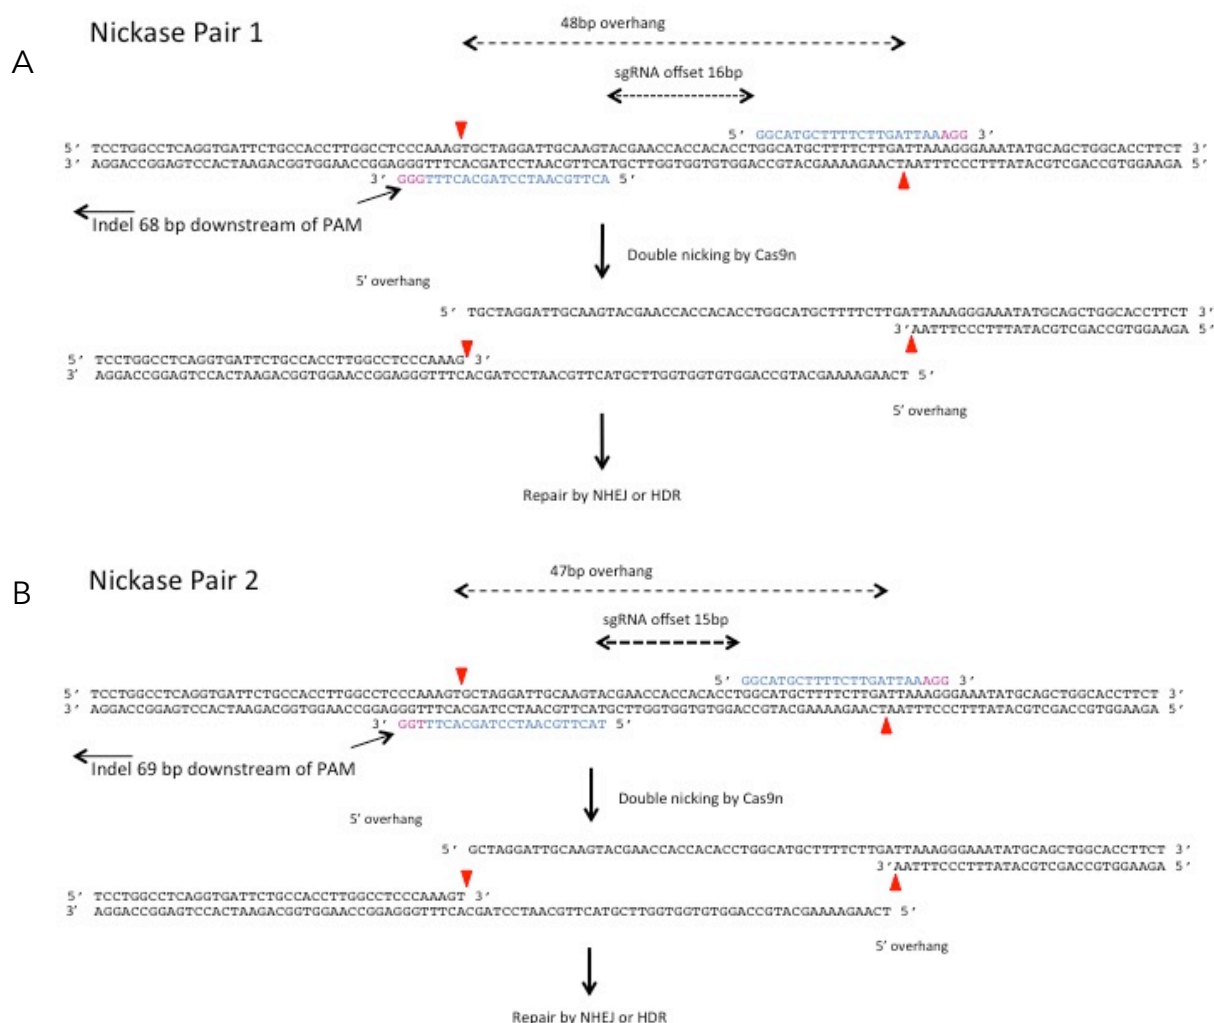 A
Nickase Pair 1
48bp overhang
sgRNA offset 16bp
5′ GGCATGCTTTTCTTGATTAAAGG 3′
5′ TCCTGGCCTCAGGTGATTCTGCCACCTTGGCCTCCCAAAGTGCTAGGATTGCAAGTACGAACCACCACACCTGGCATGCTTTTCTTGATTAAAGGGAAATATGCAGCTGGCACCTTCT 3′
3′ AGGACCGGAGTCCACTAAGACGGTGGAACCGGAGGGTTTCACGATCCTAACGTTCATGCTTGGTGGTGTGGACCGTACGAAAAGAACTAATTTCCCTTTATACGTCGACCGTGGAAGA 5′
3′ GGGTTTCACGATCCTAACGTTCA 5′
Indel 68 bp downstream of PAM
Double nicking by Cas9n
5′ overhang
5′ TGCTAGGATTGCAAGTACGAACCACCACACCTGGCATGCTTTTCTTGATTAAAGGGAAATATGCAGCTGGCACCTTCT 3′
3′AATTTCCCTTTATACGTCGACCGTGGAAGA 5′
5′ TCCTGGCCTCAGGTGATTCTGCCACCTTGGCCTCCCAAAG 3′
3′ AGGACCGGAGTCCACTAAGACGGTGGAACCGGAGGGTTTCACGATCCTAACGTTCATGCTTGGTGGTGTGGACCGTACGAAAAGAACT 5′
5′ overhang
Repair by NHEJ or HDR
B
Nickase Pair 2
47bp overhang
sgRNA offset 15bp
5′ GGCATGCTTTTCTTGATTAAAGG 3′
5′ TCCTGGCCTCAGGTGATTCTGCCACCTTGGCCTCCCAAAGTGCTAGGATTGCAAGTACGAACCACCACACCTGGCATGCTTTTCTTGATTAAAGGGAAATATGCAGCTGGCACCTTCT 3′
3′ AGGACCGGAGTCCACTAAGACGGTGGAACCGGAGGGTTTCACGATCCTAACGTTCATGCTTGGTGGTGTGGACCGTACGAAAAGAACTAATTTCCCTTTATACGTCGACCGTGGAAGA 5′
3′ GGTTTCACGATCCTAACGTTCAT 5′
Indel 69 bp downstream of PAM
Double nicking by Cas9n
5′ overhang
5′ GCTAGGATTGCAAGTACGAACCACCACACCTGGCATGCTTTTCTTGATTAAAGGGAAATATGCAGCTGGCACCTTCT 3′
3′AATTTCCCTTTATACGTCGACCGTGGAAGA 5′
5′ TCCTGGCCTCAGGTGATTCTGCCACCTTGGCCTCCCAAAGT 3′
3′ AGGACCGGAGTCCACTAAGACGGTGGAACCGGAGGGTTTCACGATCCTAACGTTCATGCTTGGTGGTGTGGACCGTACGAAAAGAACT 5′
5′ overhang
Repair by NHEJ or HDR